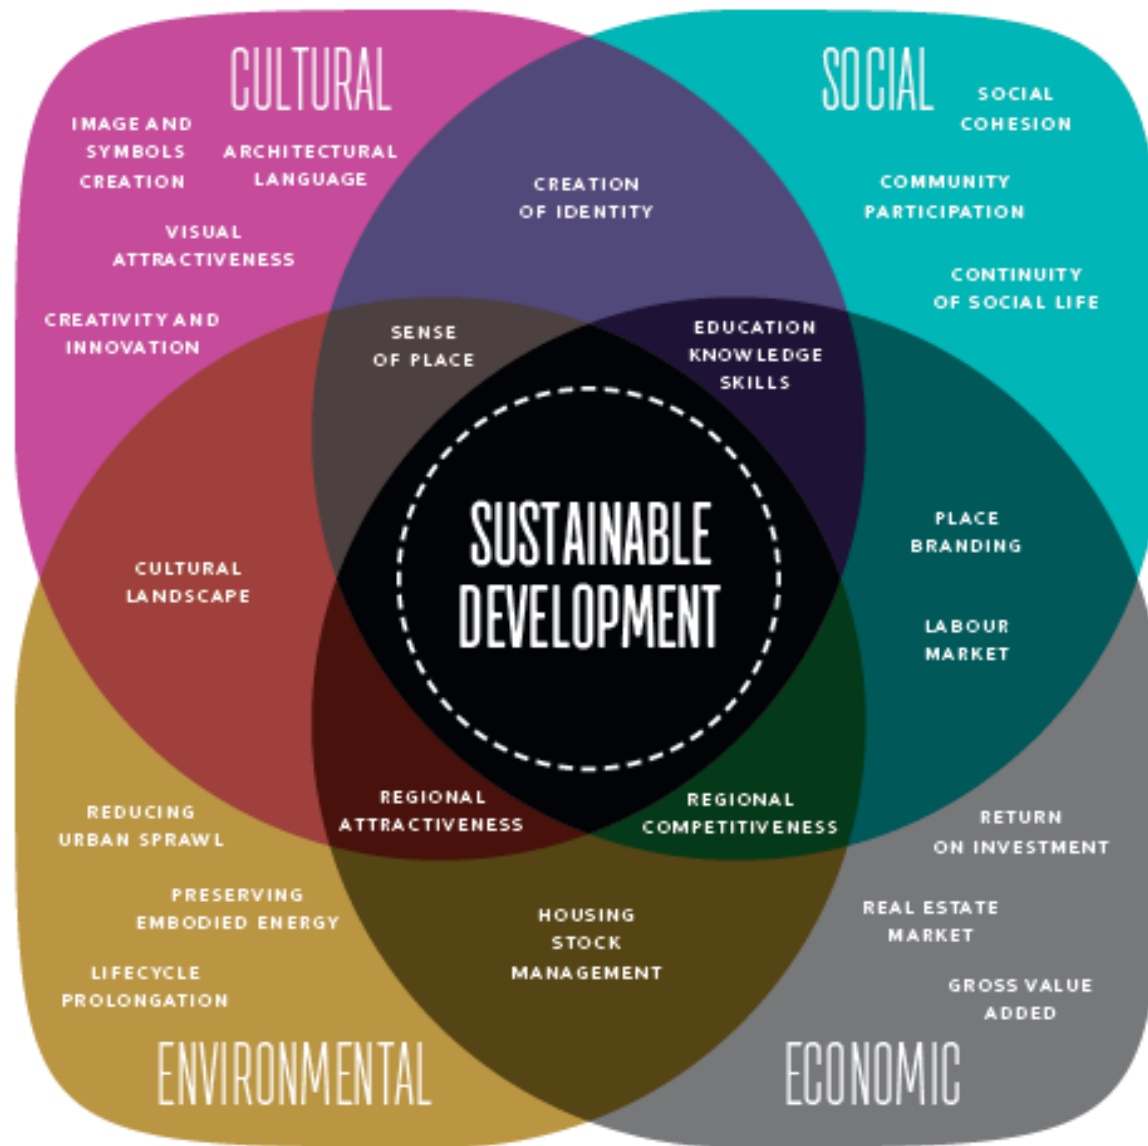 CULTURAL
IMAGE AND
SYMBOLS
CREATION
ARCHITECTURAL
LANGUAGE
VISUAL
ATTRACTIVENESS
CREATIVITY AND
INNOVATION
CREATION
OF IDENTITY
SOCIAL
SOCIAL
COHESION
COMMUNITY
PARTICIPATION
CONTINUITY
OF SOCIAL LIFE
SENSE
OF PLACE
EDUCATION
KNOWLEDGE
SKILLS
CULTURAL
LANDSCAPE
SUSTAINABLE
DEVELOPMENT
PLACE
BRANDING
LABOUR
MARKET
REGIONAL
ATTRACTIVENESS
REGIONAL
COMPETITIVENESS
REDUCING
URBAN SPRAWL
PRESERVING
EMBODIED ENERGY
LIFECYCLE
PROLONGATION
ENVIRONMENTAL
HOUSING
STOCK
MANAGEMENT
RETURN
ON INVESTMENT
REAL ESTATE
MARKET
GROSS VALUE
ADDED
ECONOMIC